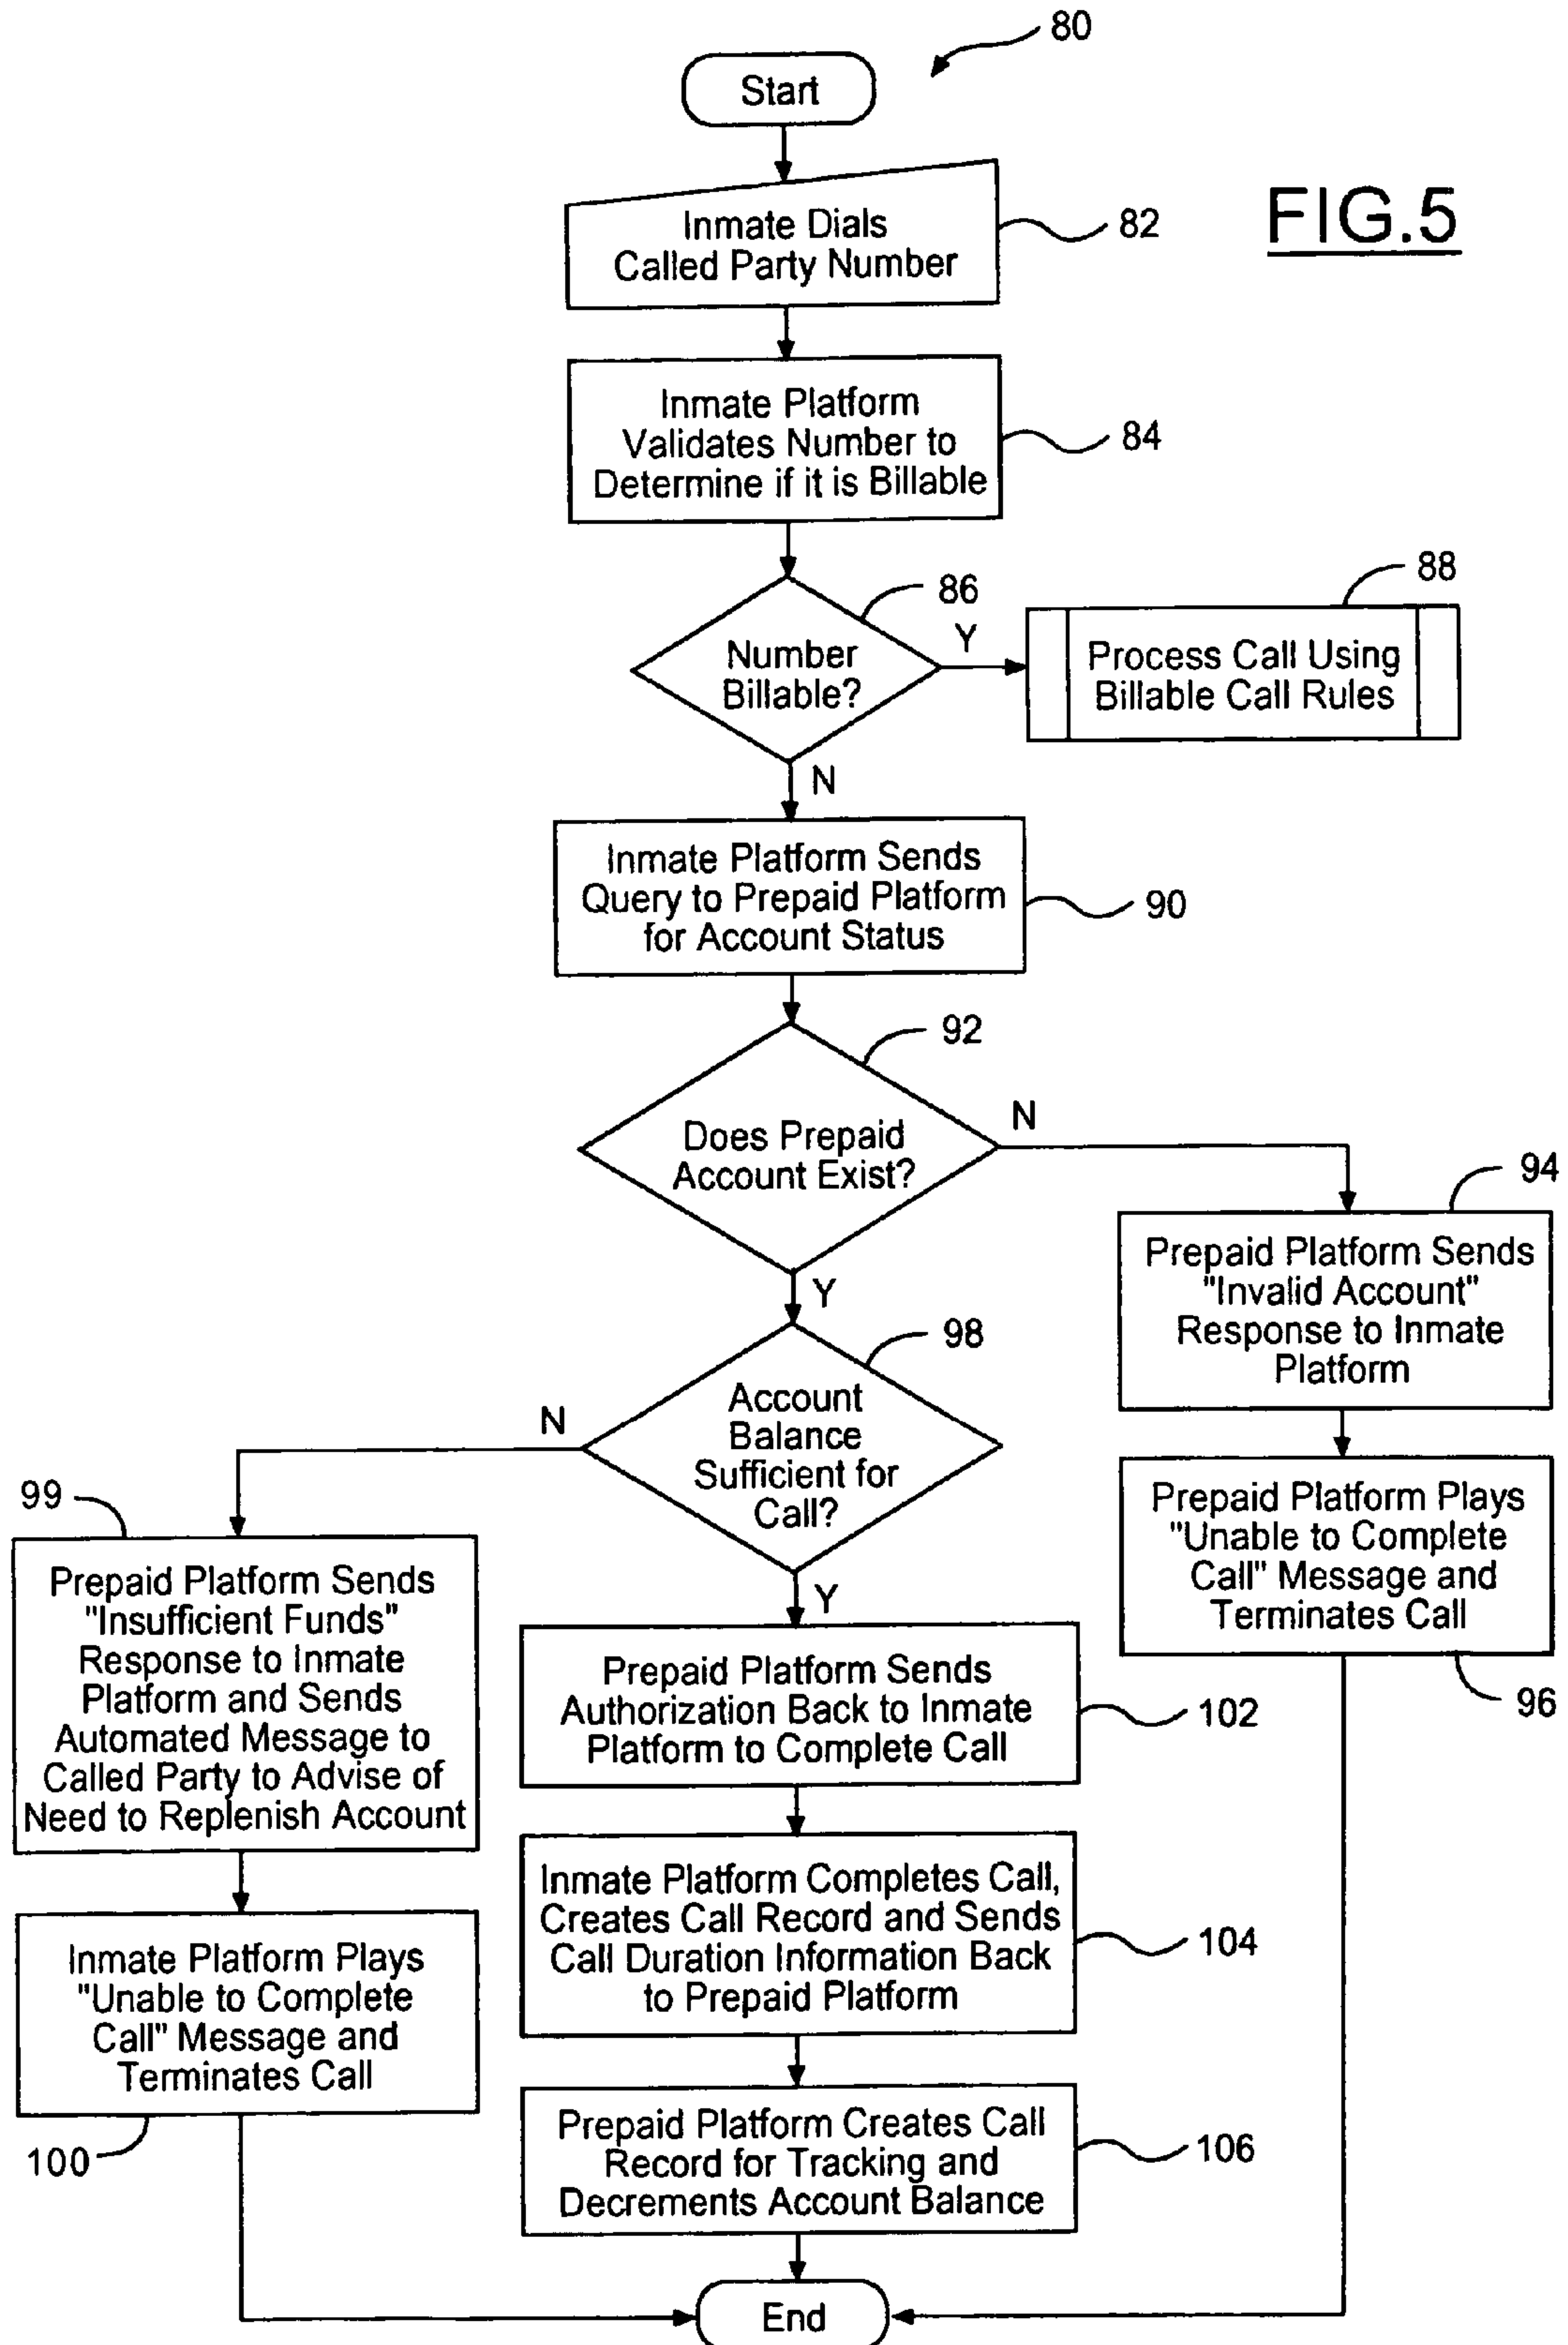 80
Start
FIG.5
Inmate Dials
Called Party Number
82
Inmate Platform
Validates Number to
Determine if it is Billable
84
86
88
Number
Billable?
Y
Process Call Using
Billable Call Rules
N
Inmate Platform Sends
Query to Prepaid Platform
for Account Status
90
92
Does Prepaid
Account Exist?
N
94
Prepaid Platform Sends
"Invalid Account"
Response to Inmate
Platform
Y
98
Account
Balance
Sufficient for
Call?
N
Prepaid Platform Plays
"Unable to Complete
Call" Message and
Terminates Call
96
99
Prepaid Platform Sends
"Insufficient Funds"
Response to Inmate
Platform and Sends
Automated Message to
Called Party to Advise of
Need to Replenish Account
Y
Prepaid Platform Sends
Authorization Back to Inmate
Platform to Complete Call
102
Inmate Platform Completes Call,
Creates Call Record and Sends
Call Duration Information Back
to Prepaid Platform
104
Inmate Platform Plays
"Unable to Complete
Call" Message and
Terminates Call
100
Prepaid Platform Creates Call
Record for Tracking and
Decrements Account Balance
106
End